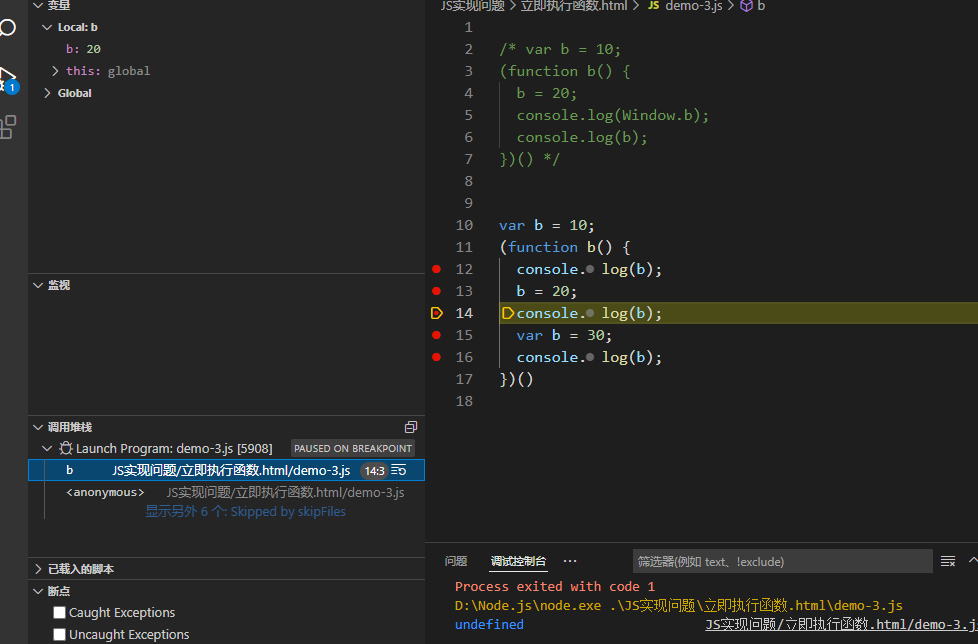 变量
Local: b
b: 20
this: global
Global
1
监视
调用堆栈
Launch Program: demo-3.js [5908] PAUSED ON BREAKPOINT
b JS实现问题/立即执行函数.html/demo-3.js 14:3
<anonymous> JS实现问题/立即执行函数.html/demo-3.js
显示另外 6 个: Skipped by skipFiles
已载入的脚本
断点
Caught Exceptions
Uncaught Exceptions
JS实现问题 > 立即执行函数.html > JS demo-3.js > b
1
2 /* var b = 10;
3 (function b() {
4 b = 20;
5 console.log(Window.b);
6 console.log(b);
7 })() */
8
9
10 var b = 10;
11 (function b() {
12 console. log(b);
13 b = 20;
14 console. log(b);
15 var b = 30;
16 console. log(b);
17 })()
18
问题 调试控制台 ··· 筛选器(例如 text、!exclude)
Process exited with code 1
D:\Node.js\node.exe .\JS实现问题\立即执行函数.html\demo-3.js
undefined JS实现问题/立即执行函数.html/demo-3.j